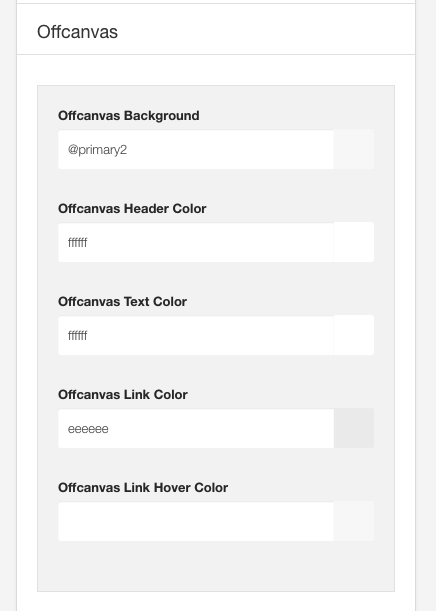 Offcanvas
Offcanvas Background
@primary2
Offcanvas Header Color
ffffff
Offcanvas Text Color
ffffff
Offcanvas Link Color
eeeeee
Offcanvas Link Hover Color